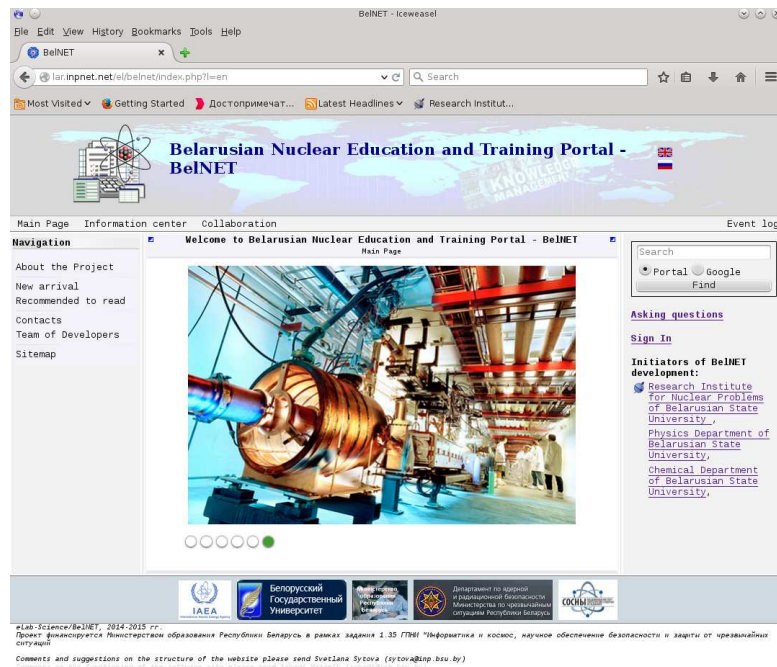 BelNET - Iceweasel
File Edit View History Bookmarks Tools Help
BelNET
lar.inpnet.net/el/belnet/index.php?l=en
Search
Most Visited
Getting Started
Достопримечат...
Latest Headlines
Research Institut...
Belarusian Nuclear Education and Training Portal -
BelNET
KNOWLEDGE
MANAGEMENT
Main Page Information center Collaboration Event log
Navigation
About the Project
New arrival
Recommended to read
Contacts
Team of Developers
Sitemap
Welcome to Belarusian Nuclear Education and Training Portal - BelNET
Main Page
Search
Portal Google
Find
Asking questions
Sign In
Initiators of BelNET
development:
Research Institute
for Nuclear Problems
of Belarusian State
University ,
Physics Department of
Belarusian State
University,
Chemical Department
of Belarusian State
University,
IAEA
Белорусский
Государственный
Университет
Министерство
образования
Республики
Беларусь
Департамент по ядерной
и радиационной безопасности
Министерства по чрезвычайным
ситуациям Республики Беларусь
СОСНЫ
eLab-Science/BelNET, 2014-2015 гг.
Проект финансируется Министерством образования Республики Беларусь в рамках задания 1.35 ГПНИ "Информатика и космос, научное обеспечение безопасности и защиты от чрезвычайных
ситуаций
Comments and suggestions on the structure of the website please send Svetlana Sytova (sytova@inp.bsu.by)